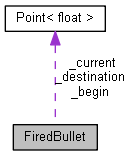 Point< float >
_current
_destination
_begin
FiredBullet